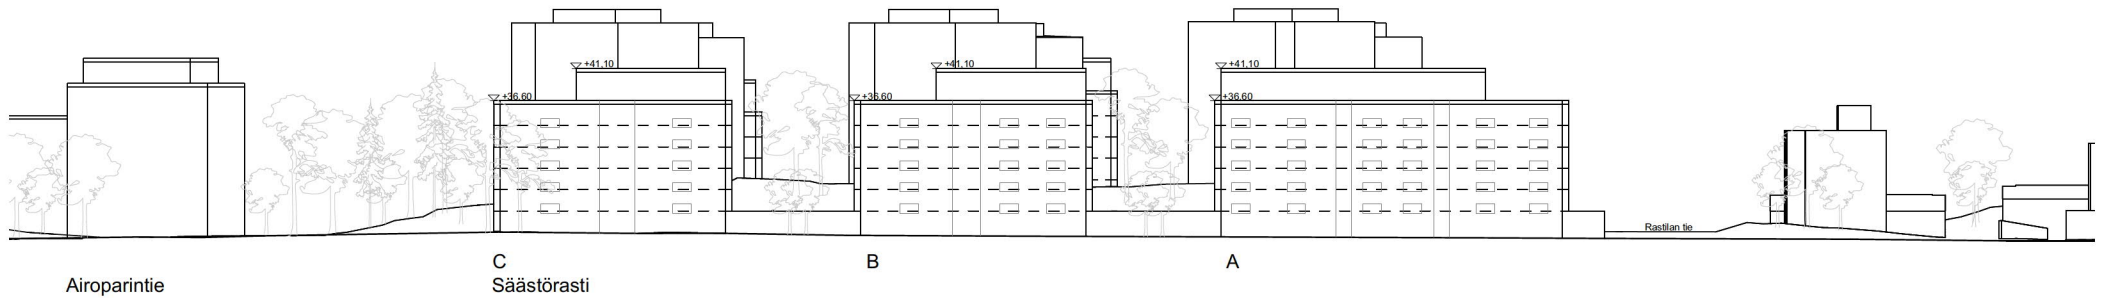 +41,10
+41,10
+41,10
+36.60
+36.60
+36.60
Rastilan tie
C
B
A
Airoparintie
Säästörasti